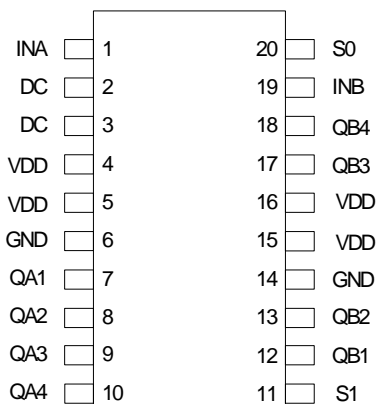 INA 1 20 S0
DC 2 19 INB
DC 3 18 QB4
VDD 4 17 QB3
VDD 5 16 VDD
GND 6 15 VDD
QA1 7 14 GND
QA2 8 13 QB2
QA3 9 12 QB1
QA4 10 11 S1